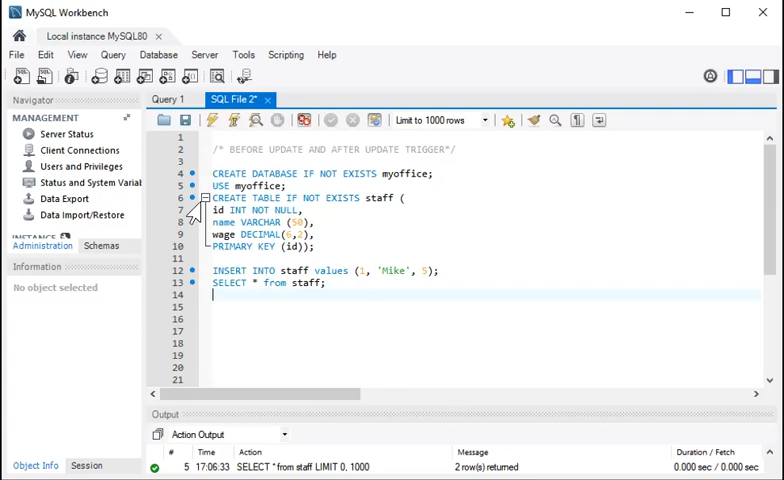 MySQL Workbench
Local instance MySQL80
File Edit View Query Database Server Tools Scripting Help
Navigator
MANAGEMENT
Server Status
Client Connections
Users and Privileges
Status and System Variab
Data Export
Data Import/Restore
INSTANCE
Administration Schemas
Information
No object selected
Object Info Session
Query 1 SQL File 2*
Limit to 1000 rows
1
2 /* BEFORE UPDATE AND AFTER UPDATE TRIGGER*/
3
4 CREATE DATABASE IF NOT EXISTS myoffice;
5 USE myoffice;
6 CREATE TABLE IF NOT EXISTS staff (
7 id INT NOT NULL,
8 name VARCHAR (50),
9 wage DECIMAL(6,2),
10 PRIMARY KEY (id));
11
12 INSERT INTO staff values (1, 'Mike', 5);
13 SELECT * from staff;
14
15
16
17
18
19
20
21
Output
Action Output
# Time Action Message Duration / Fetch
5 17:06:33 SELECT * from staff LIMIT 0, 1000 2 row(s) returned 0.000 sec / 0.000 sec